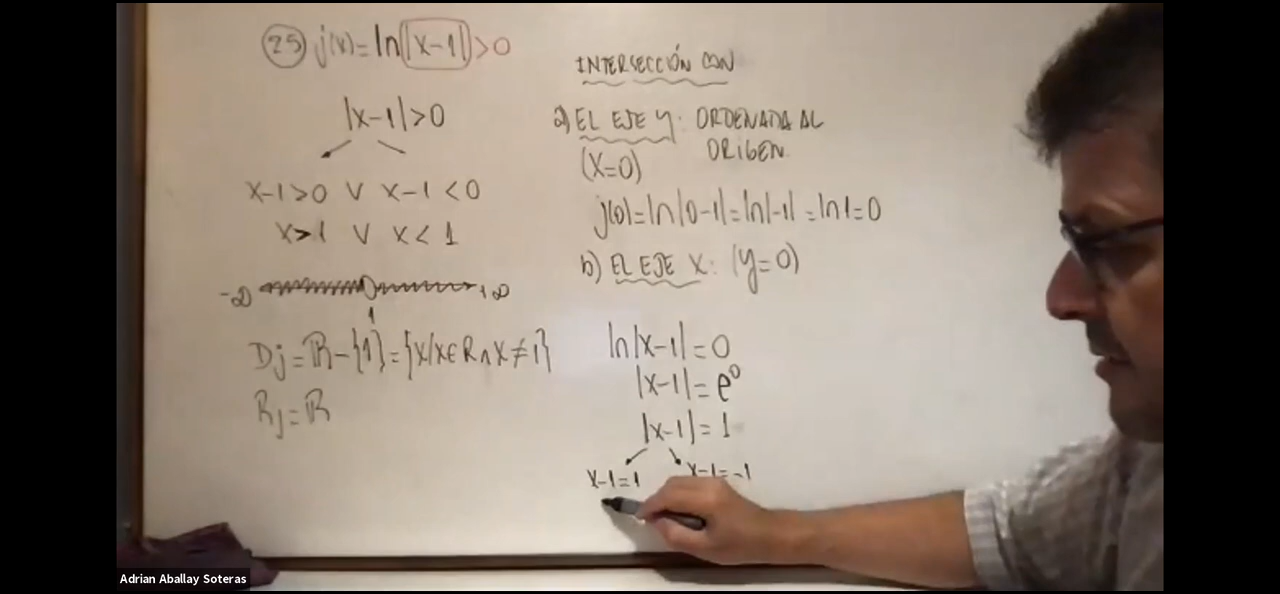 25 j(x)=ln|x-1|>0
|x-1|>0
x-1>0 V x-1<0
x>1 V x<1
-∞ +∞
1
Dj=ℝ-{1}={x/x∈R∧x≠1}
Rj=ℝ
INTERSECCIÓN CON
a) EL EJE y: ORDENADA AL
ORIGEN.
(x=0)
j(0)=ln|0-1|=ln|-1|=ln1=0
b) EL EJE x: (y=0)
ln|x-1|=0
|x-1|=e⁰
|x-1|=1
x-1=1 x-1=-1
Adrian Aballay Soteras